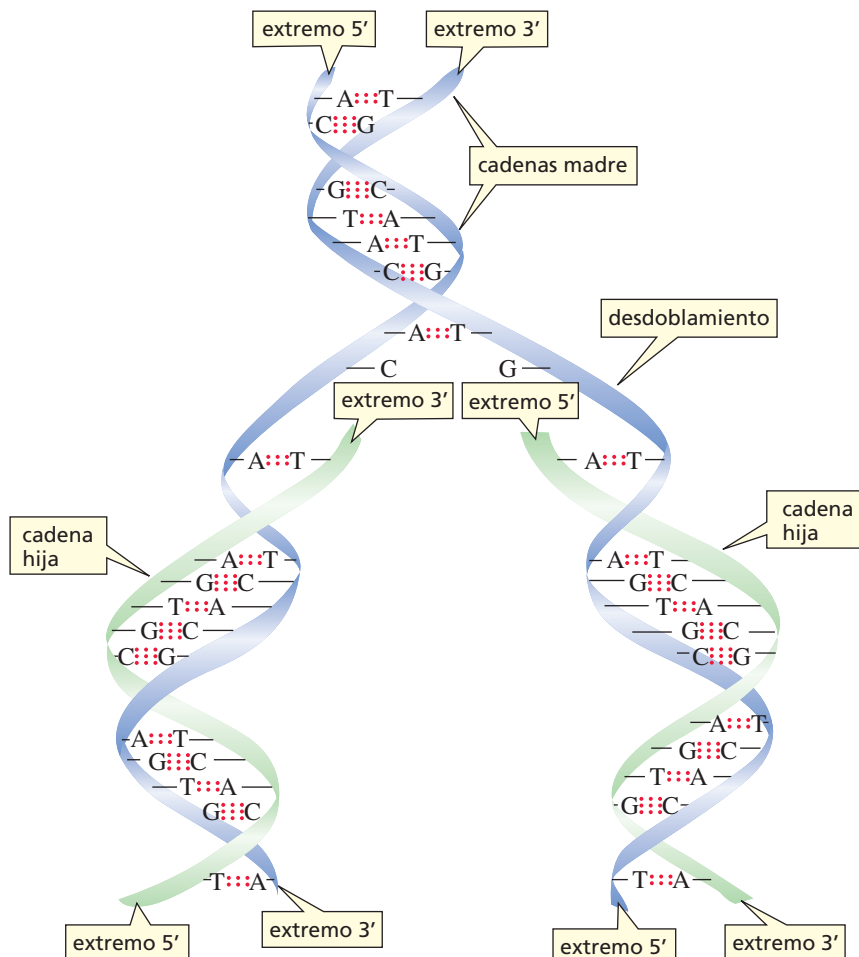 extremo 5′ extremo 3′
A T
C G
cadenas madre
G C
T A
A T
C G
desdoblamiento
A T
C G
extremo 3′ extremo 5′
A T A T
cadena
hija
cadena
hija
A T A T
G C G C
T A T A
G C G C
C G C G
A T A T
G C G C
T A T A
G C G C
T A T A
extremo 5′ extremo 3′ extremo 5′ extremo 3′